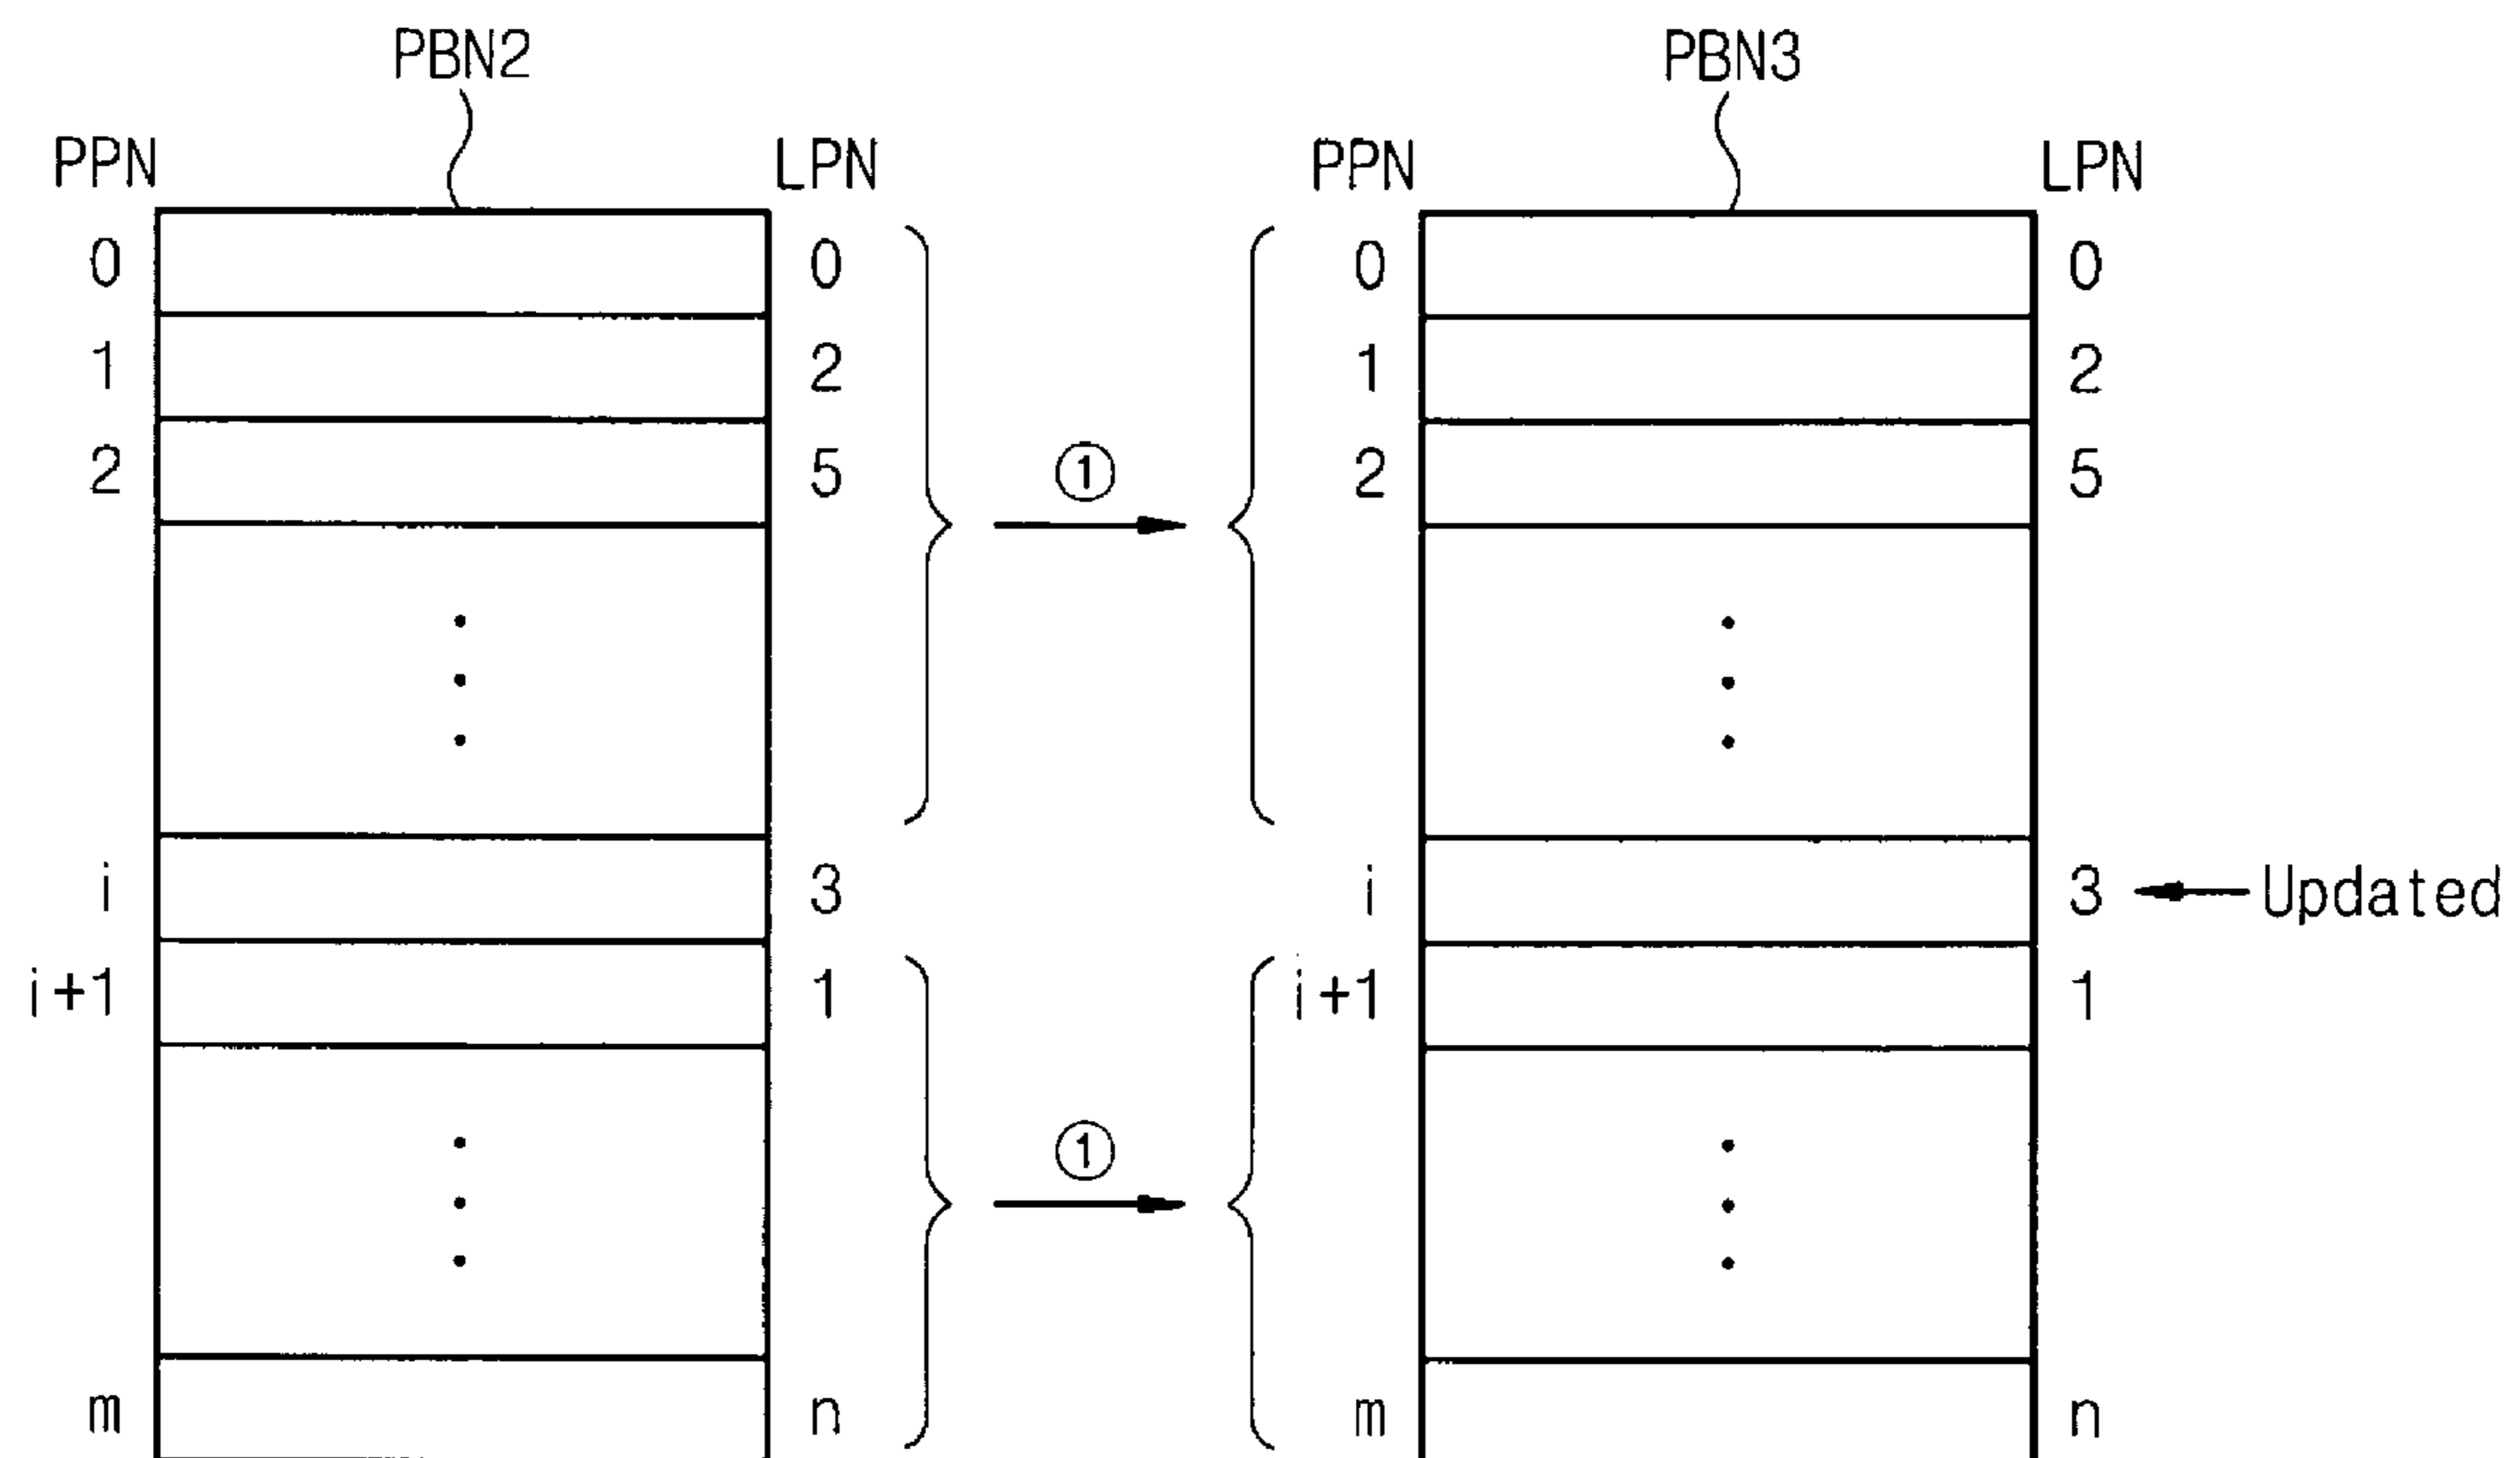 PBN2 PBN3
PPN LPN PPN LPN
0 0 0 0
1 2 1 2
2 5 ① 2 5
i 3 i 3 Updated
i+1 1 i+1 1
①
m n m n